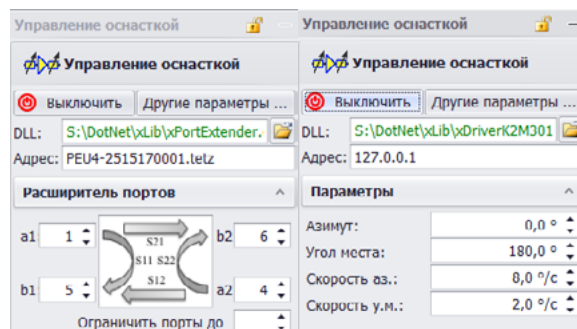 Управление оснасткой
Управление оснасткой
Выключить Другие параметры ...
DLL: S:\DotNet\xLib\xPortExtender.
Адрес: PEU4-2515170001.tetz
Расширитель портов
a1 1 S21 b2 6
S11 S22
b1 5 S12 a2 4
Ограничить порты до
Управление оснасткой
Управление оснасткой
Выключить Другие параметры ...
DLL: S:\DotNet\xLib\xDriverK2M301
Адрес: 127.0.0.1
Параметры
Азимут: 0,0 °
Угол места: 180,0 °
Скорость аз.: 8,0 °/с
Скорость у.м.: 2,0 °/с